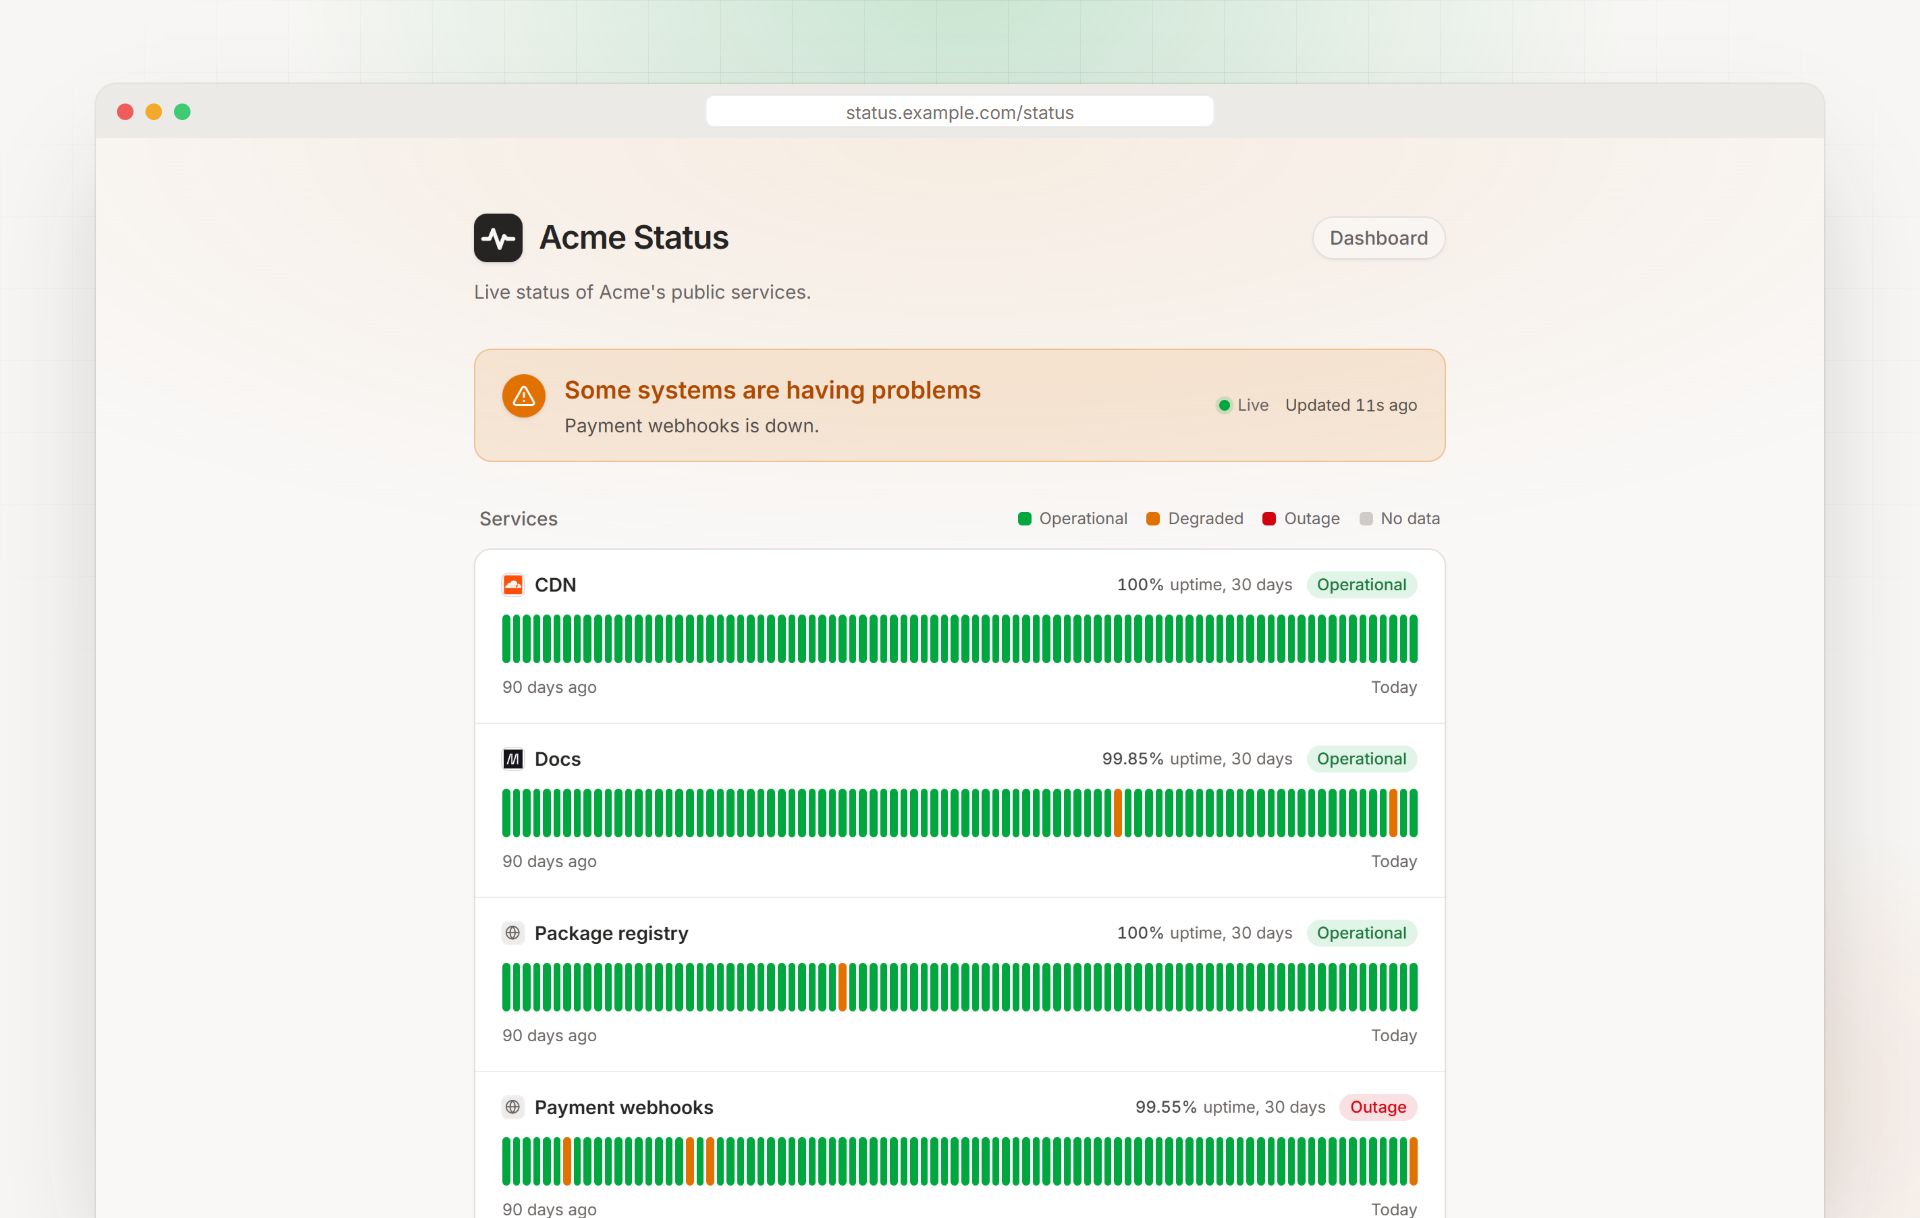 status.example.com/status
Acme Status
Dashboard
Live status of Acme's public services.
Some systems are having problems
Payment webhooks is down.
Live Updated 11s ago
Services
Operational Degraded Outage No data
CDN
100% uptime, 30 days Operational
90 days ago Today
Docs
99.85% uptime, 30 days Operational
90 days ago Today
Package registry
100% uptime, 30 days Operational
90 days ago Today
Payment webhooks
99.55% uptime, 30 days Outage
90 days ago Today